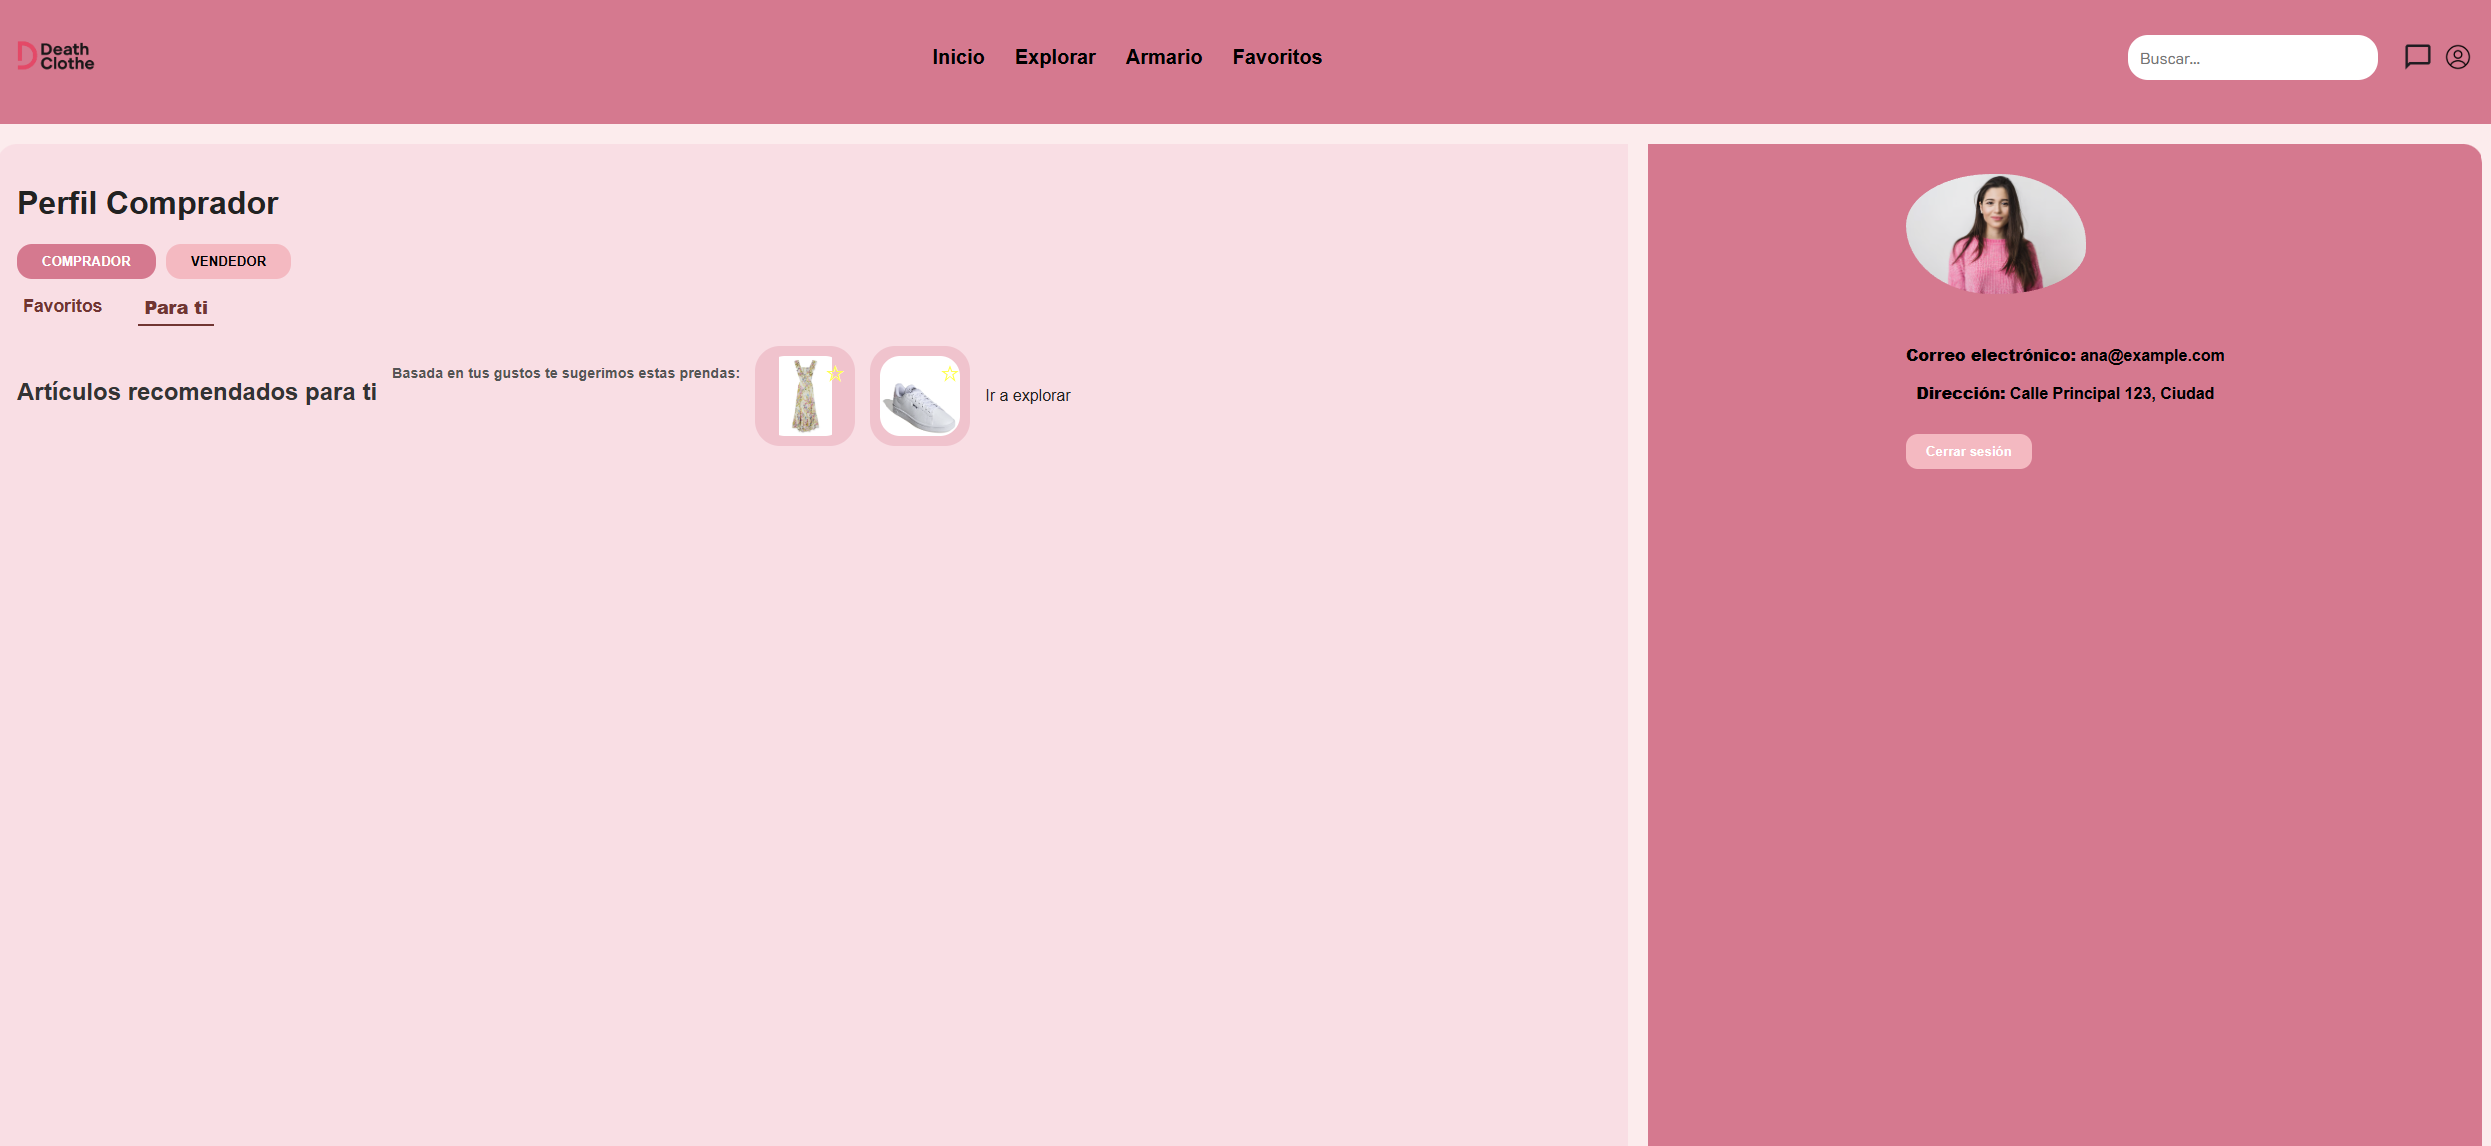 Death
Clothe
Inicio Explorar Armario Favoritos
Buscar...
Perfil Comprador
COMPRADOR VENDEDOR
Favoritos Para ti
Artículos recomendados para ti
Basada en tus gustos te sugerimos estas prendas:
Ir a explorar
Correo electrónico: ana@example.com
Dirección: Calle Principal 123, Ciudad
Cerrar sesión